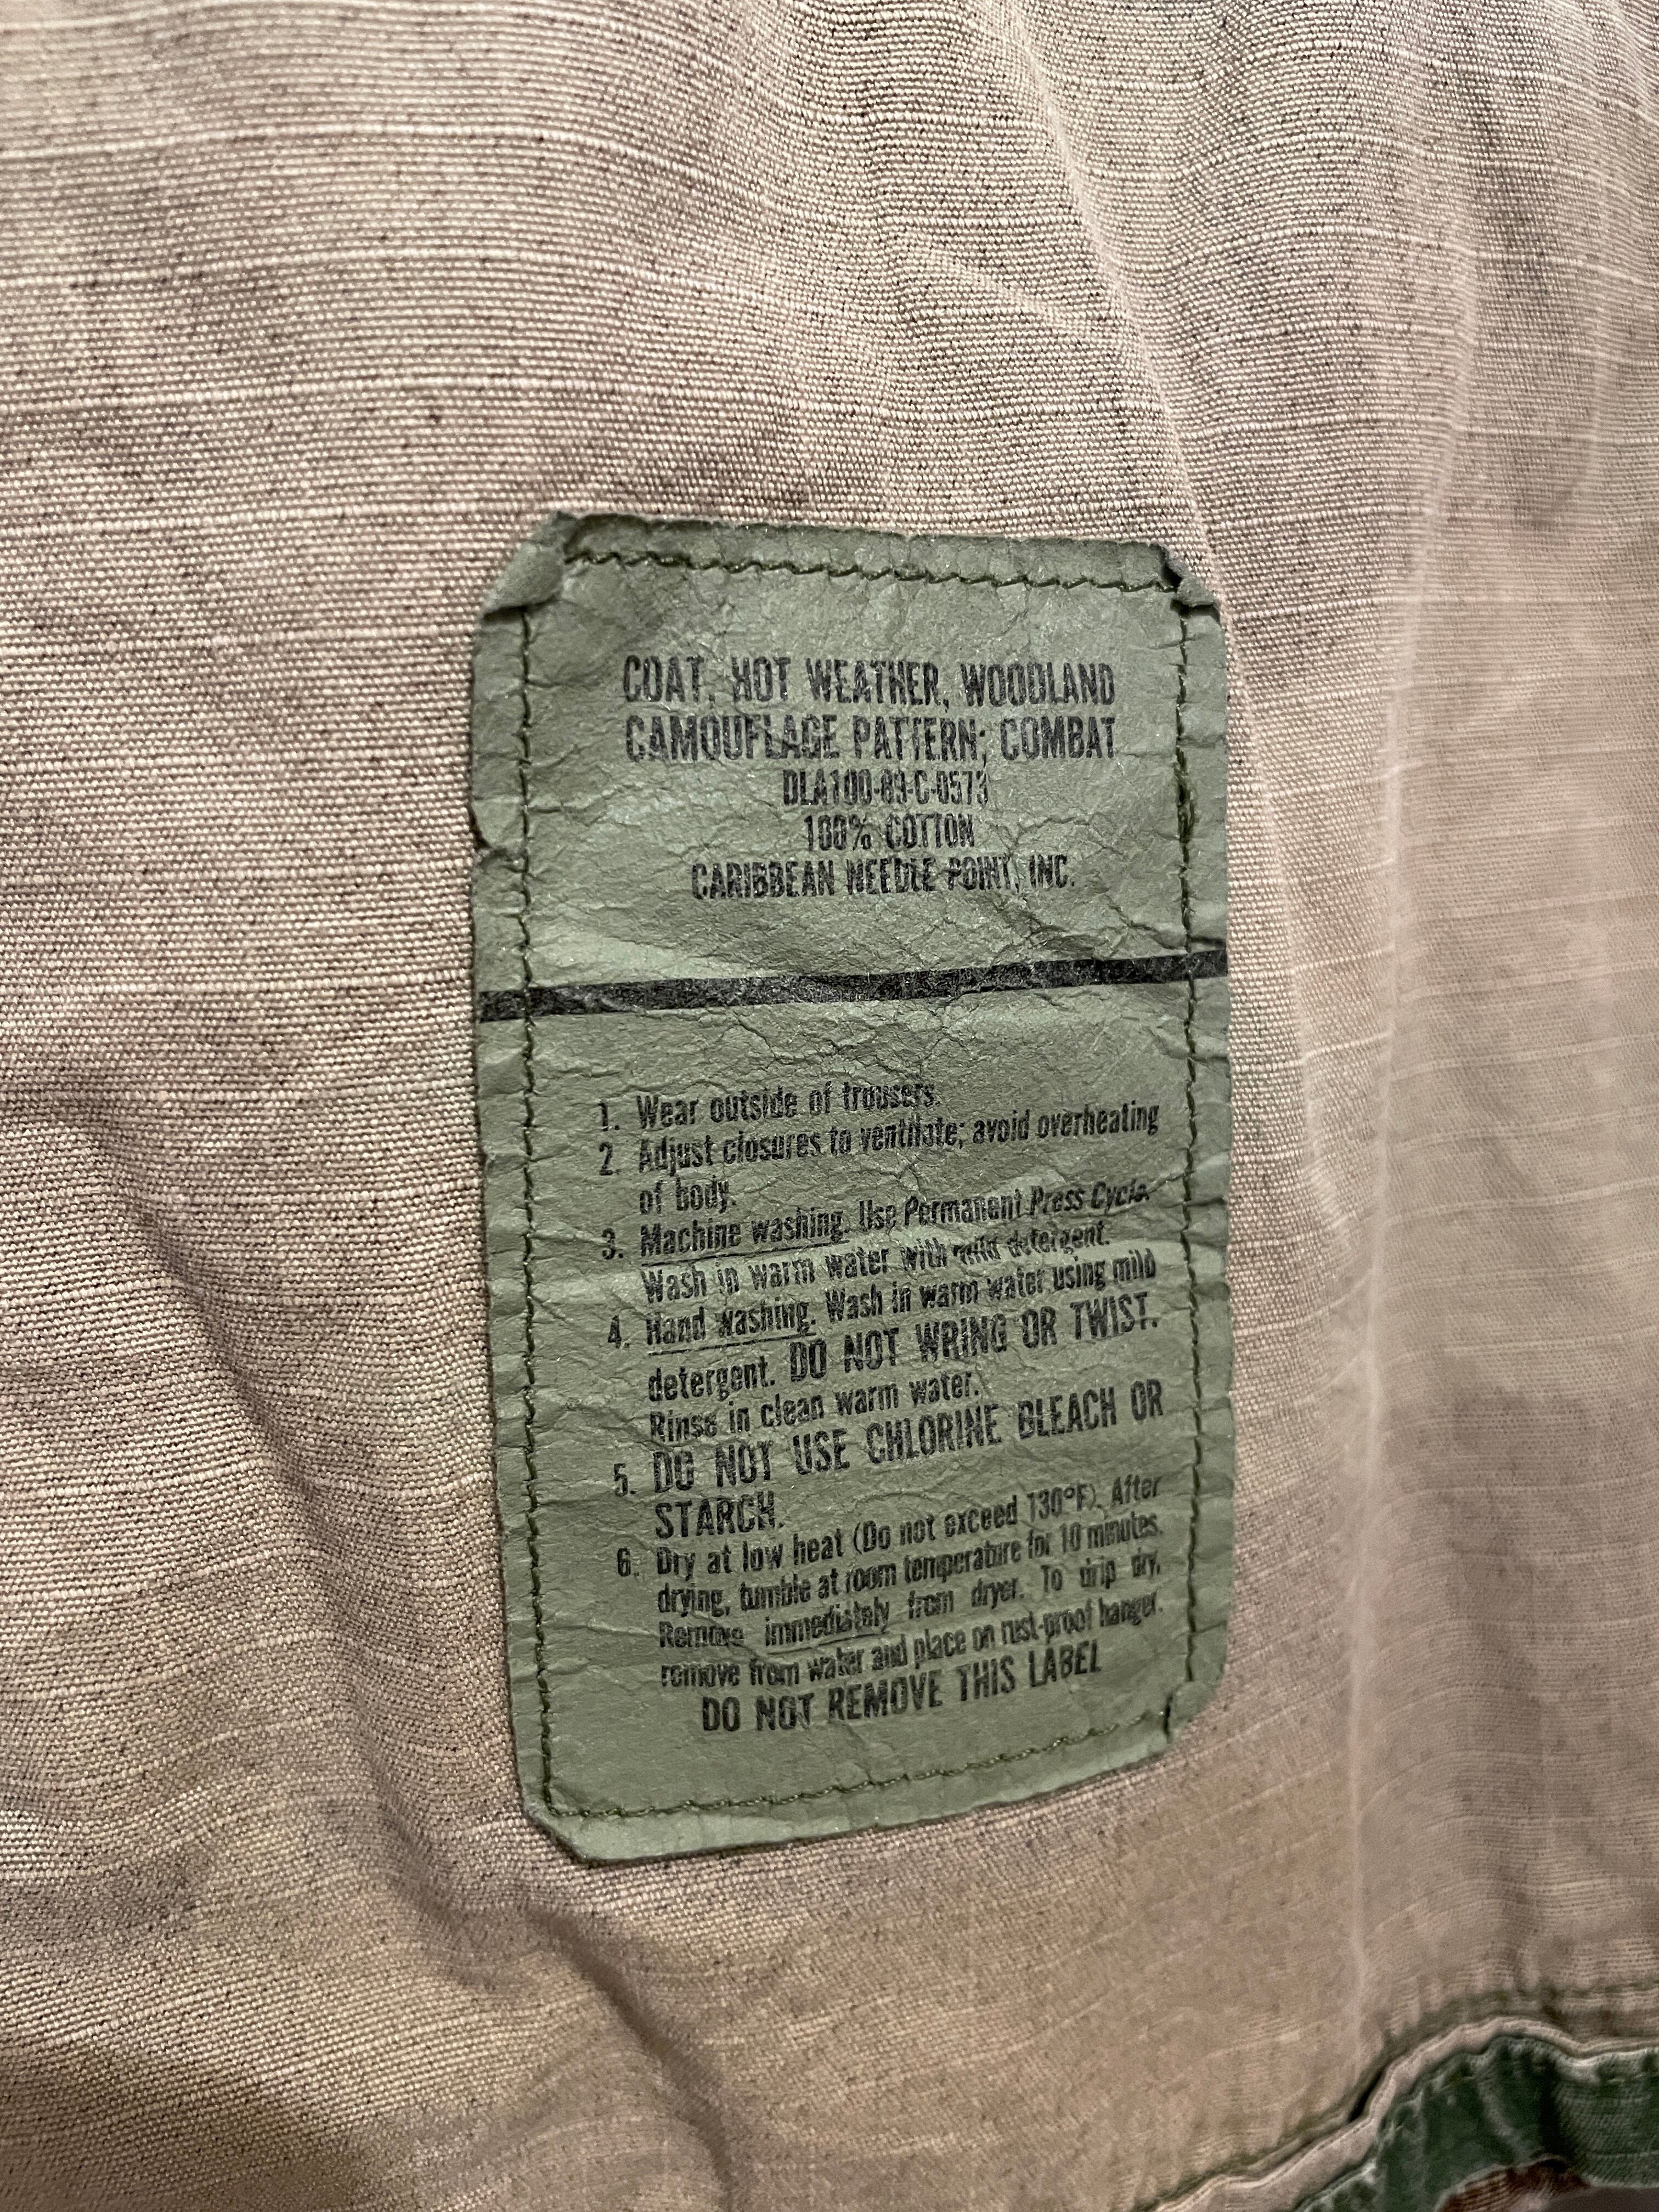 COAT, HOT WEATHER, WOODLAND
CAMOUFLAGE PATTERN; COMBAT
DLA100-89-C-0573
100% COTTON
CARIBBEAN NEEDLE POINT, INC.
1. Wear outside of trousers.
2. Adjust closures to ventilate; avoid overheating
of body.
3. Machine washing. Use Permanent Press Cycle.
Wash in warm water with mild detergent.
4. Hand washing. Wash in warm water using mild
detergent. DO NOT WRING OR TWIST.
Rinse in clean warm water.
5. DO NOT USE CHLORINE BLEACH OR
STARCH.
6. Dry at low heat (Do not exceed 130°F). After
drying, tumble at room temperature for 10 minutes.
Remove immediately from dryer. To drip dry,
remove from water and place on rust-proof hanger.
DO NOT REMOVE THIS LABEL